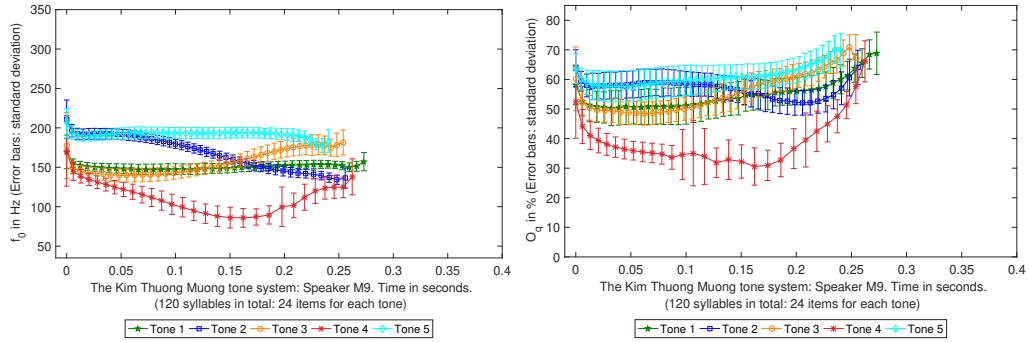 350
300
250
200
150
100
50
f0 in Hz (Error bars: standard deviation)
0 0.05 0.1 0.15 0.2 0.25 0.3 0.4
The Kim Thuong Muong tone system: Speaker M9. Time in seconds.
(120 syllables in total: 24 items for each tone)
Tone 1 Tone 2 Tone 3 Tone 4 Tone 5
80
70
60
50
40
30
20
10
0
Oq in % (Error bars: standard deviation)
0 0.05 0.1 0.15 0.2 0.25 0.3 0.4
The Kim Thuong Muong tone system: Speaker M9. Time in seconds.
(120 syllables in total: 24 items for each tone)
Tone 1 Tone 2 Tone 3 Tone 4 Tone 5